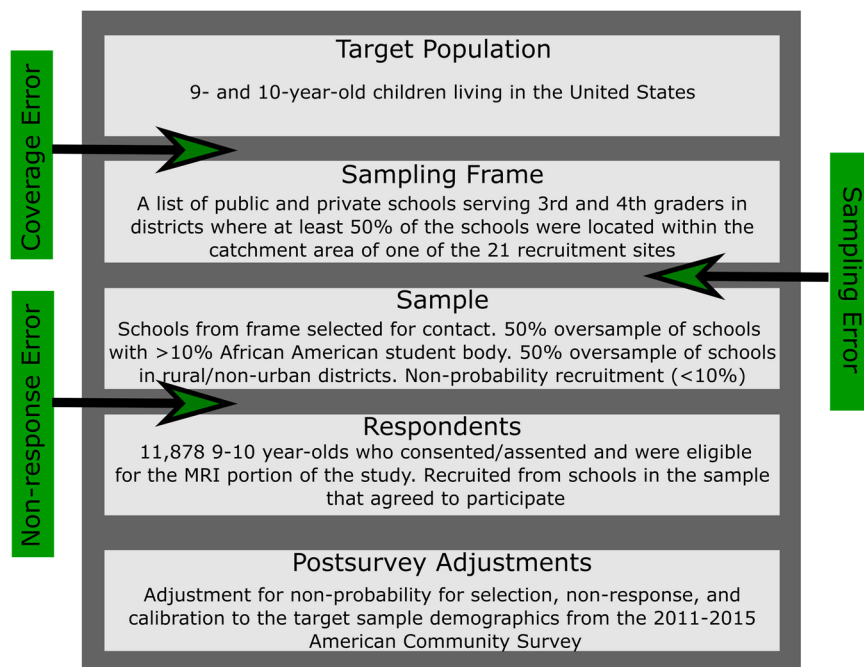 Target Population
9- and 10-year-old children living in the United States
Coverage Error
Sampling Frame
A list of public and private schools serving 3rd and 4th graders in
districts where at least 50% of the schools were located within the
catchment area of one of the 21 recruitment sites
Sampling Error
Sample
Schools from frame selected for contact. 50% oversample of schools
with >10% African American student body. 50% oversample of schools
in rural/non-urban districts. Non-probability recruitment (<10%)
Non-response Error
Respondents
11,878 9-10 year-olds who consented/assented and were eligible
for the MRI portion of the study. Recruited from schools in the sample
that agreed to participate
Postsurvey Adjustments
Adjustment for non-probability for selection, non-response, and
calibration to the target sample demographics from the 2011-2015
American Community Survey